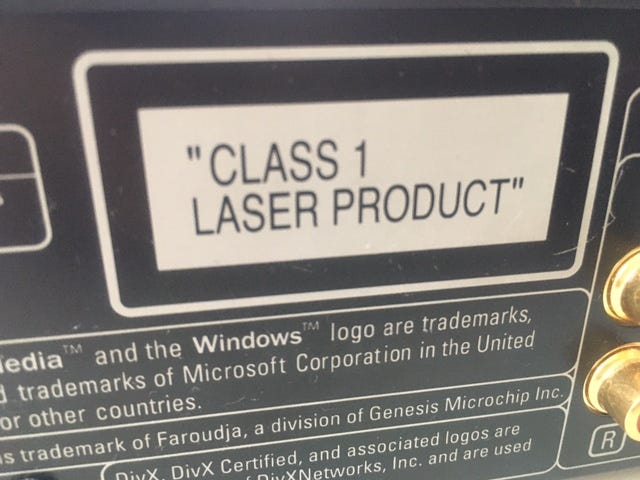 "CLASS 1
LASER PRODUCT"
edia™ and the Windows™ logo are trademarks,
d trademarks of Microsoft Corporation in the United
or other countries.
is trademark of Faroudja, a division of Genesis Microchip Inc.
DivX, DivX Certified, and associated logos are
of DivXNetworks, Inc. and are used
R